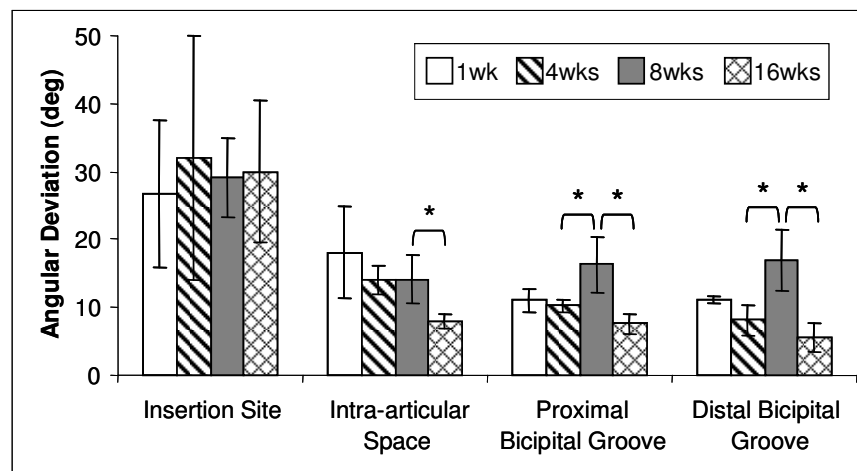 50
40
30
20
10
0
Angular Deviation (deg)
1wk 4wks 8wks 16wks
* * * * *
Insertion Site Intra-articular Proximal Distal Bicipital
Space Bicipital Groove Groove